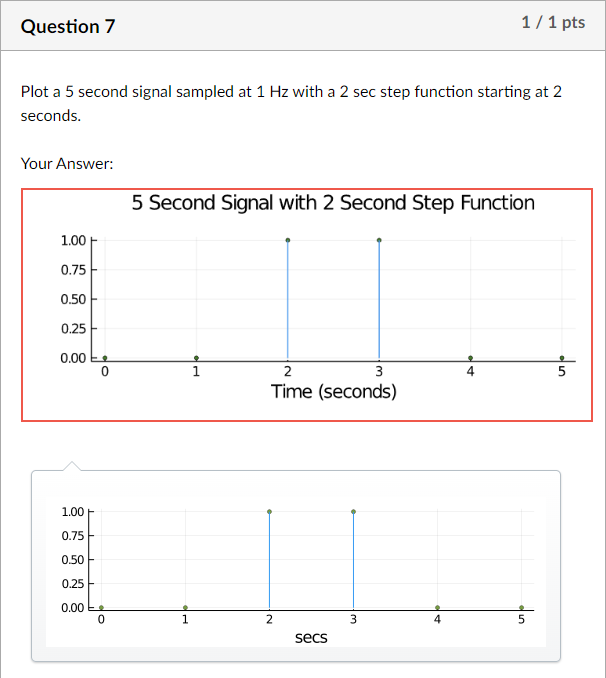 Question 7
1 / 1 pts
Plot a 5 second signal sampled at 1 Hz with a 2 sec step function starting at 2
seconds.
Your Answer:
5 Second Signal with 2 Second Step Function
1.00
0.75
0.50
0.25
0.00
0 1 2 3 4 5
Time (seconds)
1.00
0.75
0.50
0.25
0.00
0 1 2 3 4 5
secs